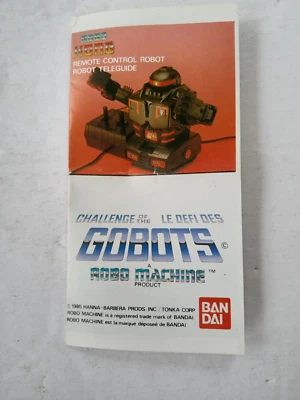 REMOTE CONTROL ROBOT
ROBOT TELEGUIDE
CHALLENGE OF THE LE DEFI DES
GOBOTS ©
A
ROBO MACHINE ™
PRODUCT
© 1985 HANNA-BARBERA PRODS. INC / TONKA CORP
ROBO MACHINE is a registered trade mark of BANDAI
ROBO MACHINE est la marque déposée de BANDAI
BAN
DAI